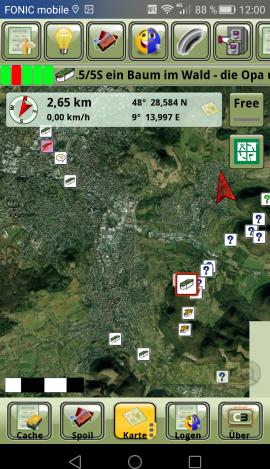 FONIC mobile 4G 88 % 12:00
.5/5S ein Baum im Wald - die Opa u
2,65 km 48° 28,584 N
0,00 km/h 9° 13,997 E
Free
Cache Spoil Karte Logen Über